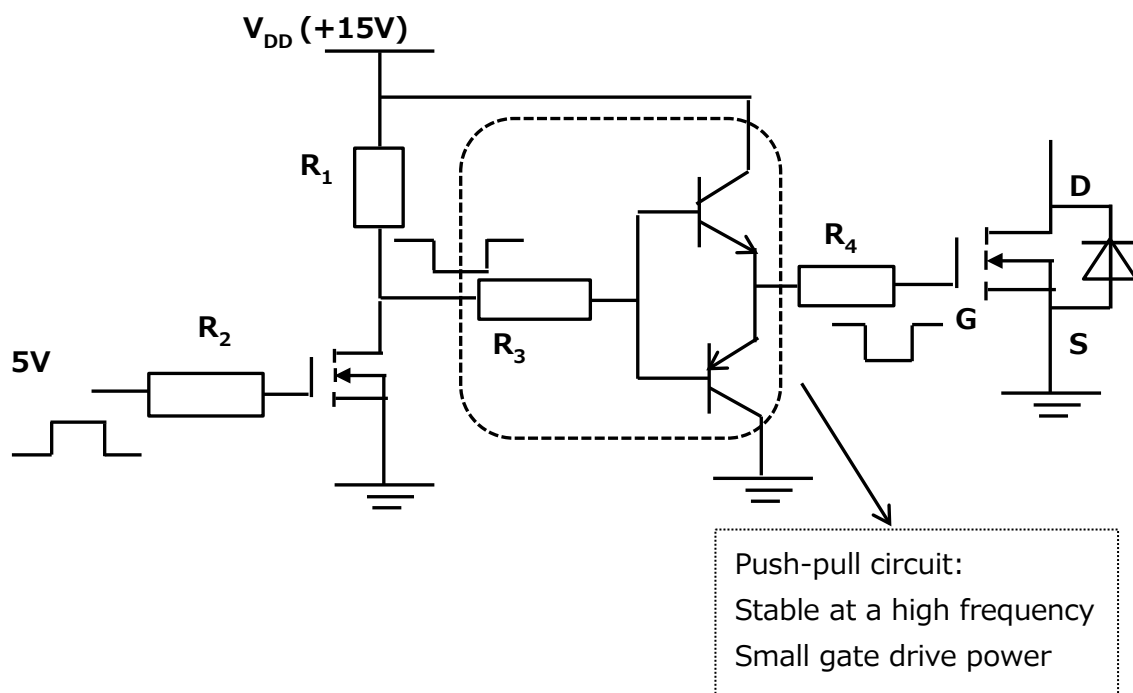 V_DD (+15V)
R_1
D
R_4
R_2
R_3
G
S
5V
Push-pull circuit:
Stable at a high frequency
Small gate drive power